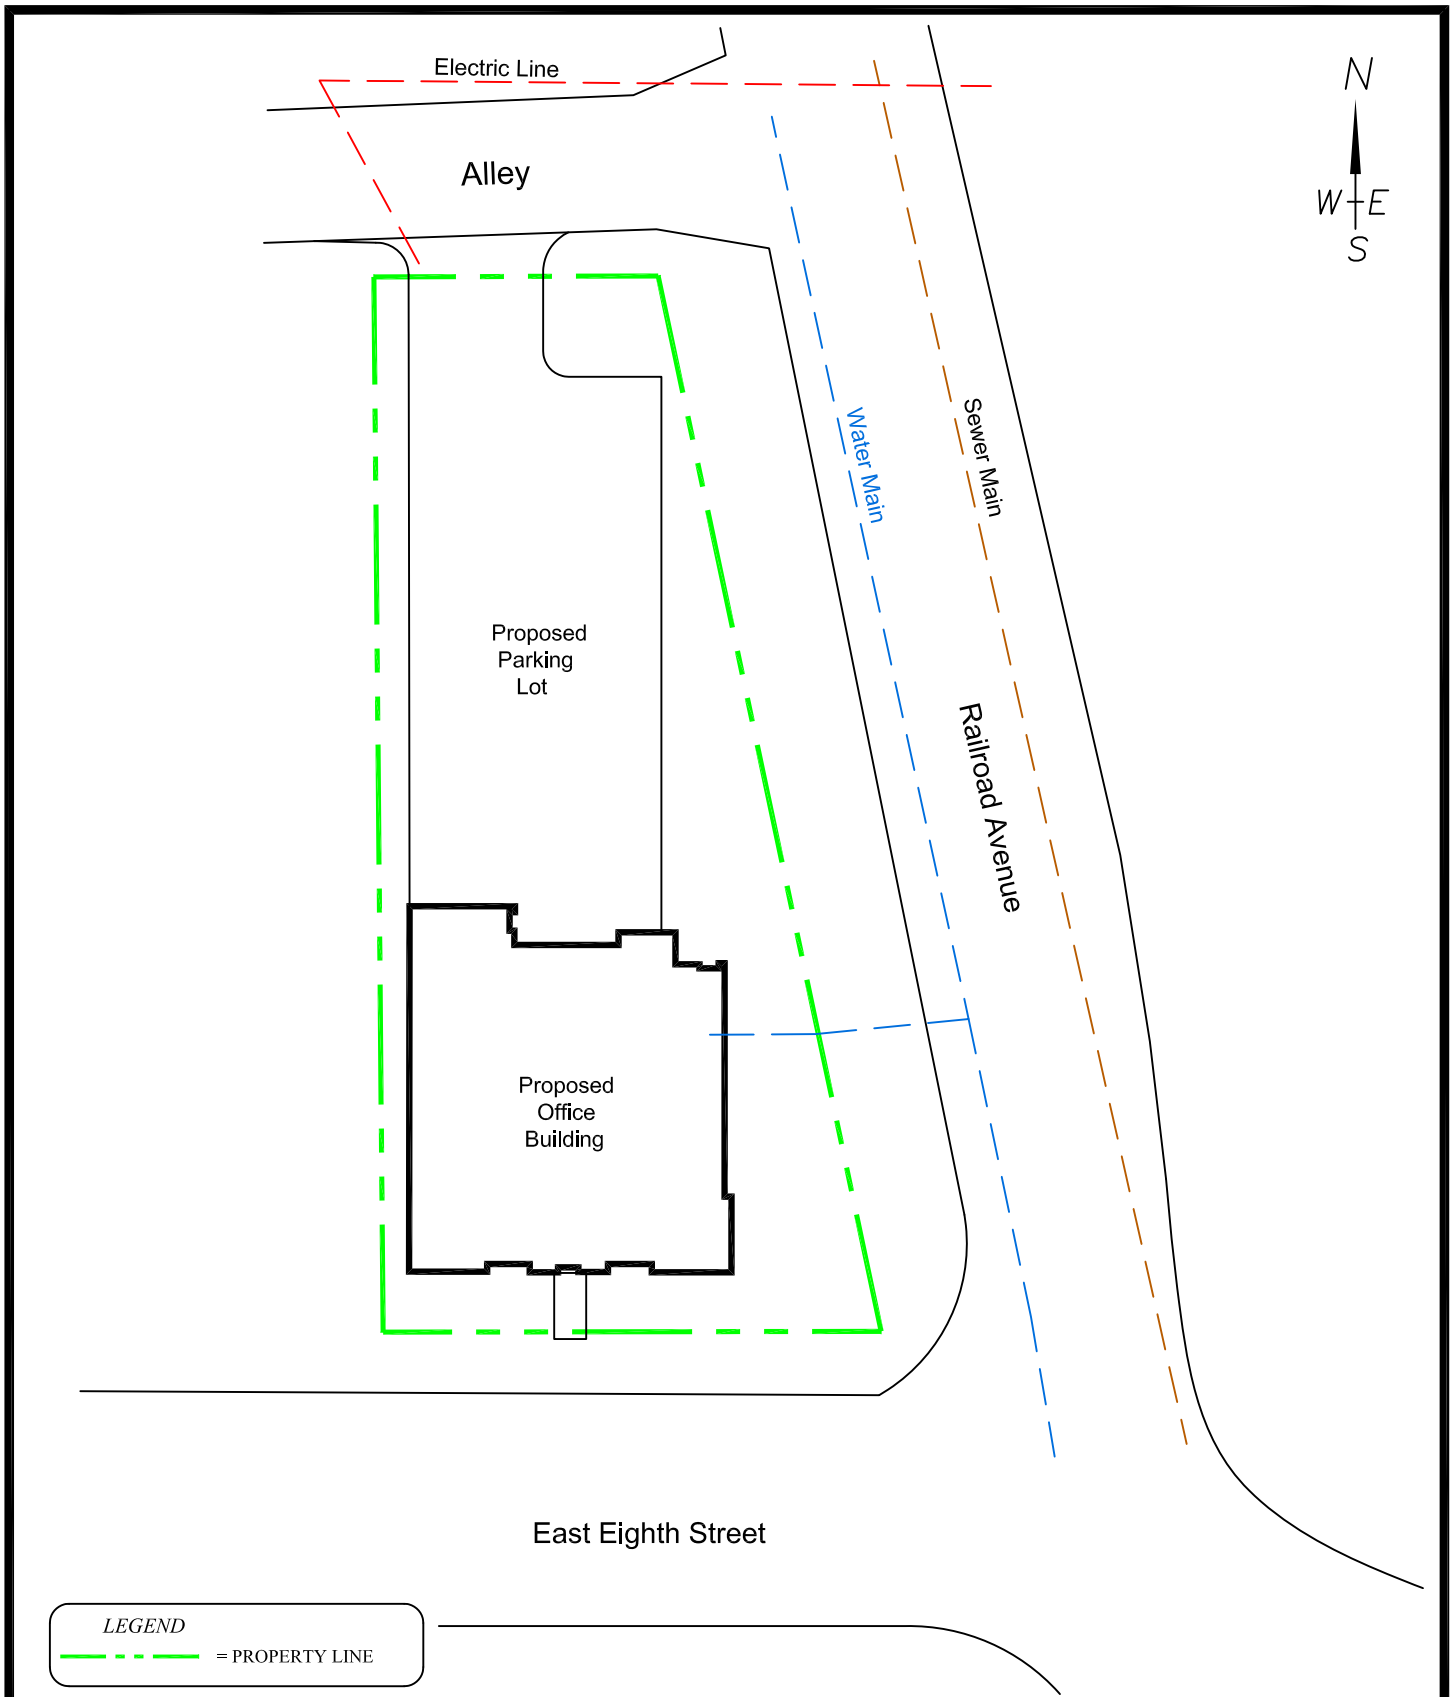 Electric Line
N
Alley
W E
S
Water Main
Sewer Main
Proposed
Parking
Lot
Railroad Avenue
Proposed
Office
Building
East Eighth Street
LEGEND
= PROPERTY LINE